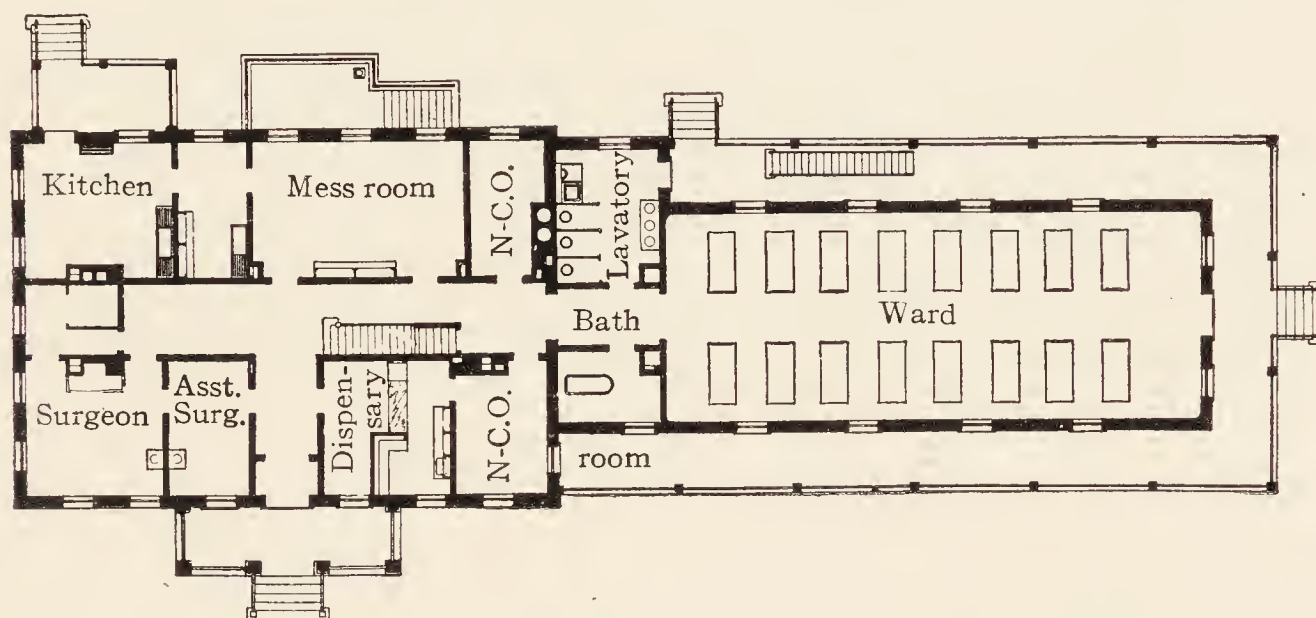 Kitchen
Mess room
N-C.O.
Lavatory
Bath
Ward
Surgeon
Asst.
Surg.
Dispen-
sary
N-C.O.
room